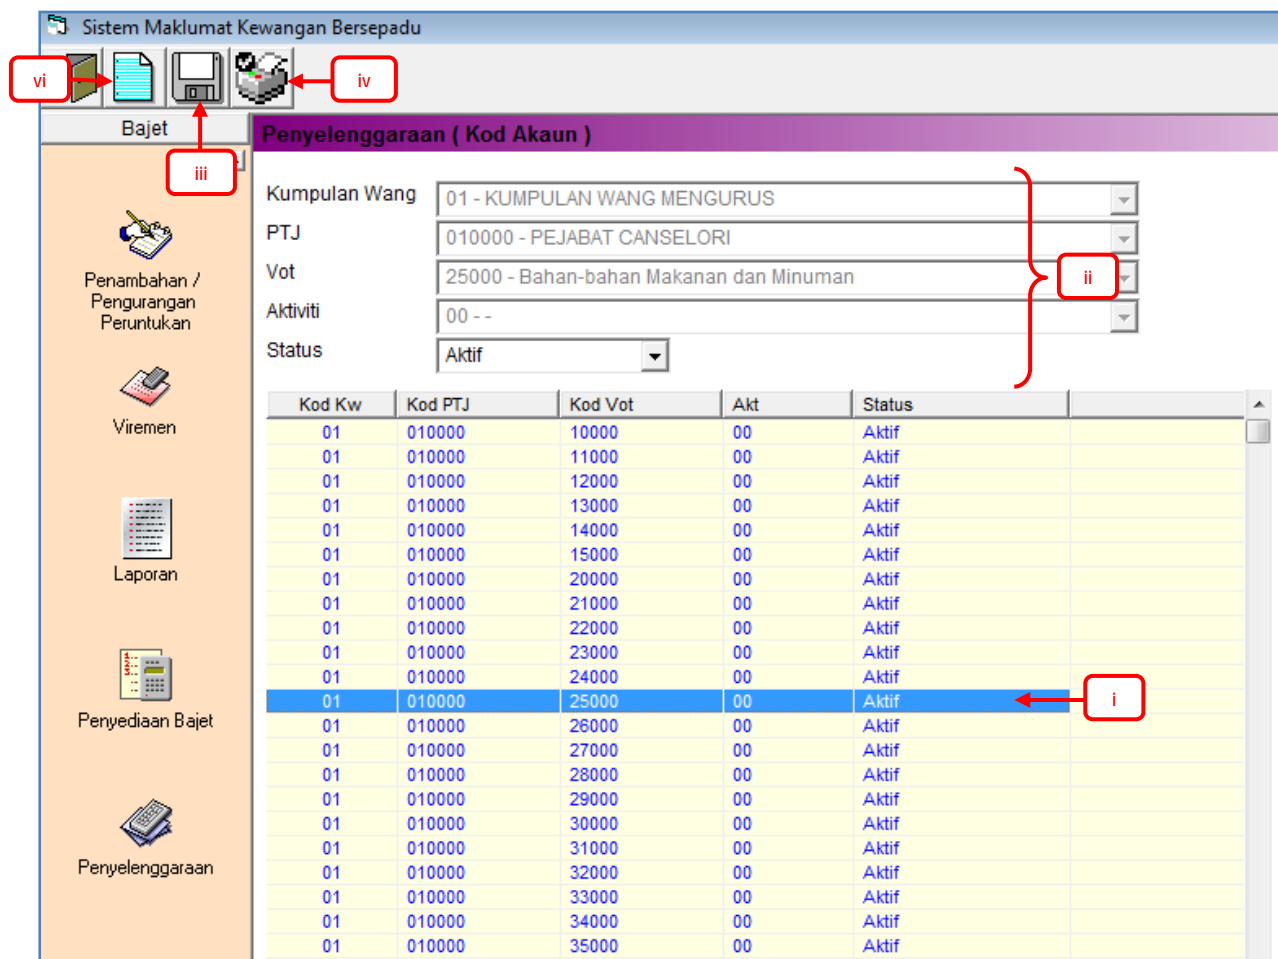 Sistem Maklumat Kewangan Bersepadu
vi
iv
iii
Bajet
Penyelenggaraan ( Kod Akaun )
Kumpulan Wang 01 - KUMPULAN WANG MENGURUS
PTJ 010000 - PEJABAT CANSELORI
Vot 25000 - Bahan-bahan Makanan dan Minuman
ii
Aktiviti 00 - -
Status Aktif
Penambahan /
Pengurangan
Peruntukan
Viremen
Laporan
Penyediaan Bajet
Penyelenggaraan
Kod Kw Kod PTJ Kod Vot Akt Status
01 010000 10000 00 Aktif
01 010000 11000 00 Aktif
01 010000 12000 00 Aktif
01 010000 13000 00 Aktif
01 010000 14000 00 Aktif
01 010000 15000 00 Aktif
01 010000 20000 00 Aktif
01 010000 21000 00 Aktif
01 010000 22000 00 Aktif
01 010000 23000 00 Aktif
01 010000 24000 00 Aktif
01 010000 25000 00 Aktif
i
01 010000 26000 00 Aktif
01 010000 27000 00 Aktif
01 010000 28000 00 Aktif
01 010000 29000 00 Aktif
01 010000 30000 00 Aktif
01 010000 31000 00 Aktif
01 010000 32000 00 Aktif
01 010000 33000 00 Aktif
01 010000 34000 00 Aktif
01 010000 35000 00 Aktif